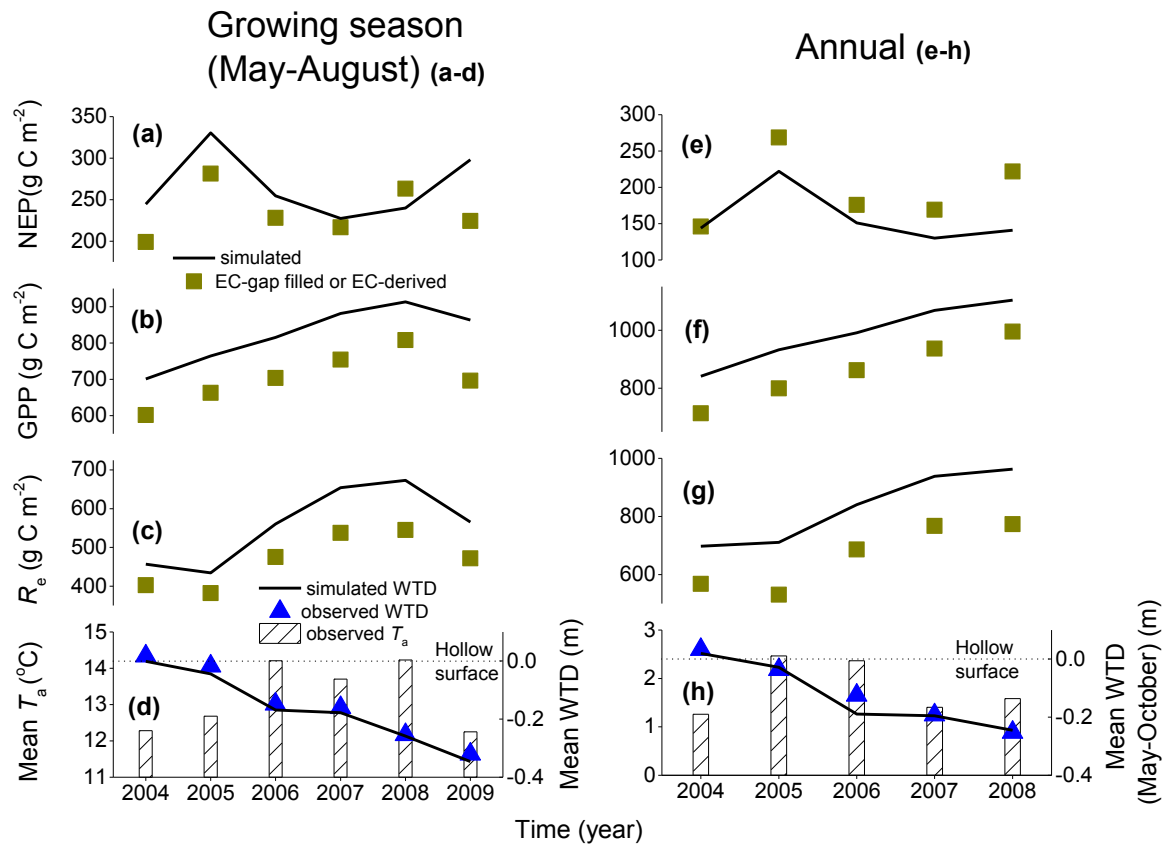 Growing season
(May-August) (a-d)
Annual (e-h)
NEP(g C m⁻²)
350
300
250
200
(a)
simulated
EC-gap filled or EC-derived
300
250
200
150
100
(e)
GPP (g C m⁻²)
900
800
700
600
(b)
1000
800
(f)
Re (g C m⁻²)
700
600
500
400
(c)
simulated WTD
observed WTD
observed Ta
1000
800
600
(g)
Mean Ta (°C)
15
14
13
12
11
(d)
Hollow
surface
0.0
-0.2
-0.4
Mean WTD (m)
2004 2005 2006 2007 2008 2009
3
2
1
0
(h)
Hollow
surface
0.0
-0.2
-0.4
Mean WTD
(May-October) (m)
2004 2005 2006 2007 2008
Time (year)